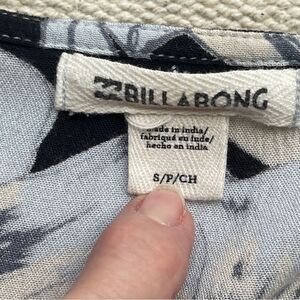 BILLABONG
made in india/
fabriqué en inde/
hecho en india
S/P/CH